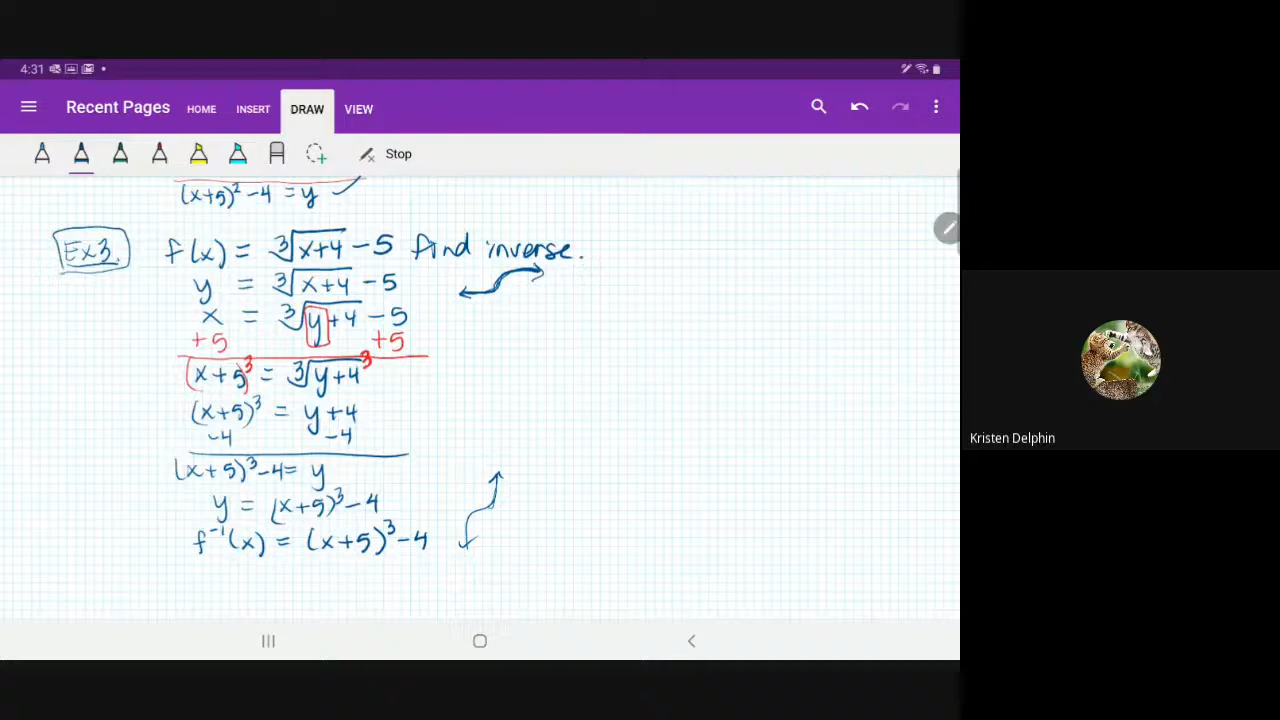 4:31
Recent Pages HOME INSERT DRAW VIEW
Stop
(x+5)² -4 = y ✓
Ex3. f(x) = ∛(x+4) -5 find inverse.
y = ∛(x+4) -5
x = ∛(y+4) -5
+5 +5
(x+5)³ = ∛(y+4)³
(x+5)³ = y+4
-4 -4
(x+5)³-4= y
y = (x+5)³-4
f⁻¹(x) = (x+5)³-4
Kristen Delphin